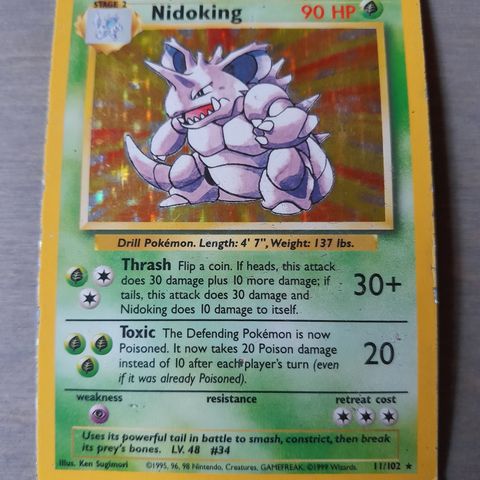 STAGE 2
Nidoking 90 HP
Drill Pokémon. Length: 4' 7", Weight: 137 lbs.
Thrash Flip a coin. If heads, this attack
does 30 damage plus 10 more damage; if
tails, this attack does 30 damage and
Nidoking does 10 damage to itself.
30+
Toxic The Defending Pokémon is now
Poisoned. It now takes 20 Poison damage
instead of 10 after each player's turn (even
if it was already Poisoned).
20
weakness resistance retreat cost
Uses its powerful tail in battle to smash, constrict, then break
its prey's bones. LV. 48 #34
Illus. Ken Sugimori ©1995, 96, 98 Nintendo, Creatures, GAMEFREAK. ©1999 Wizards. 11/102 ★